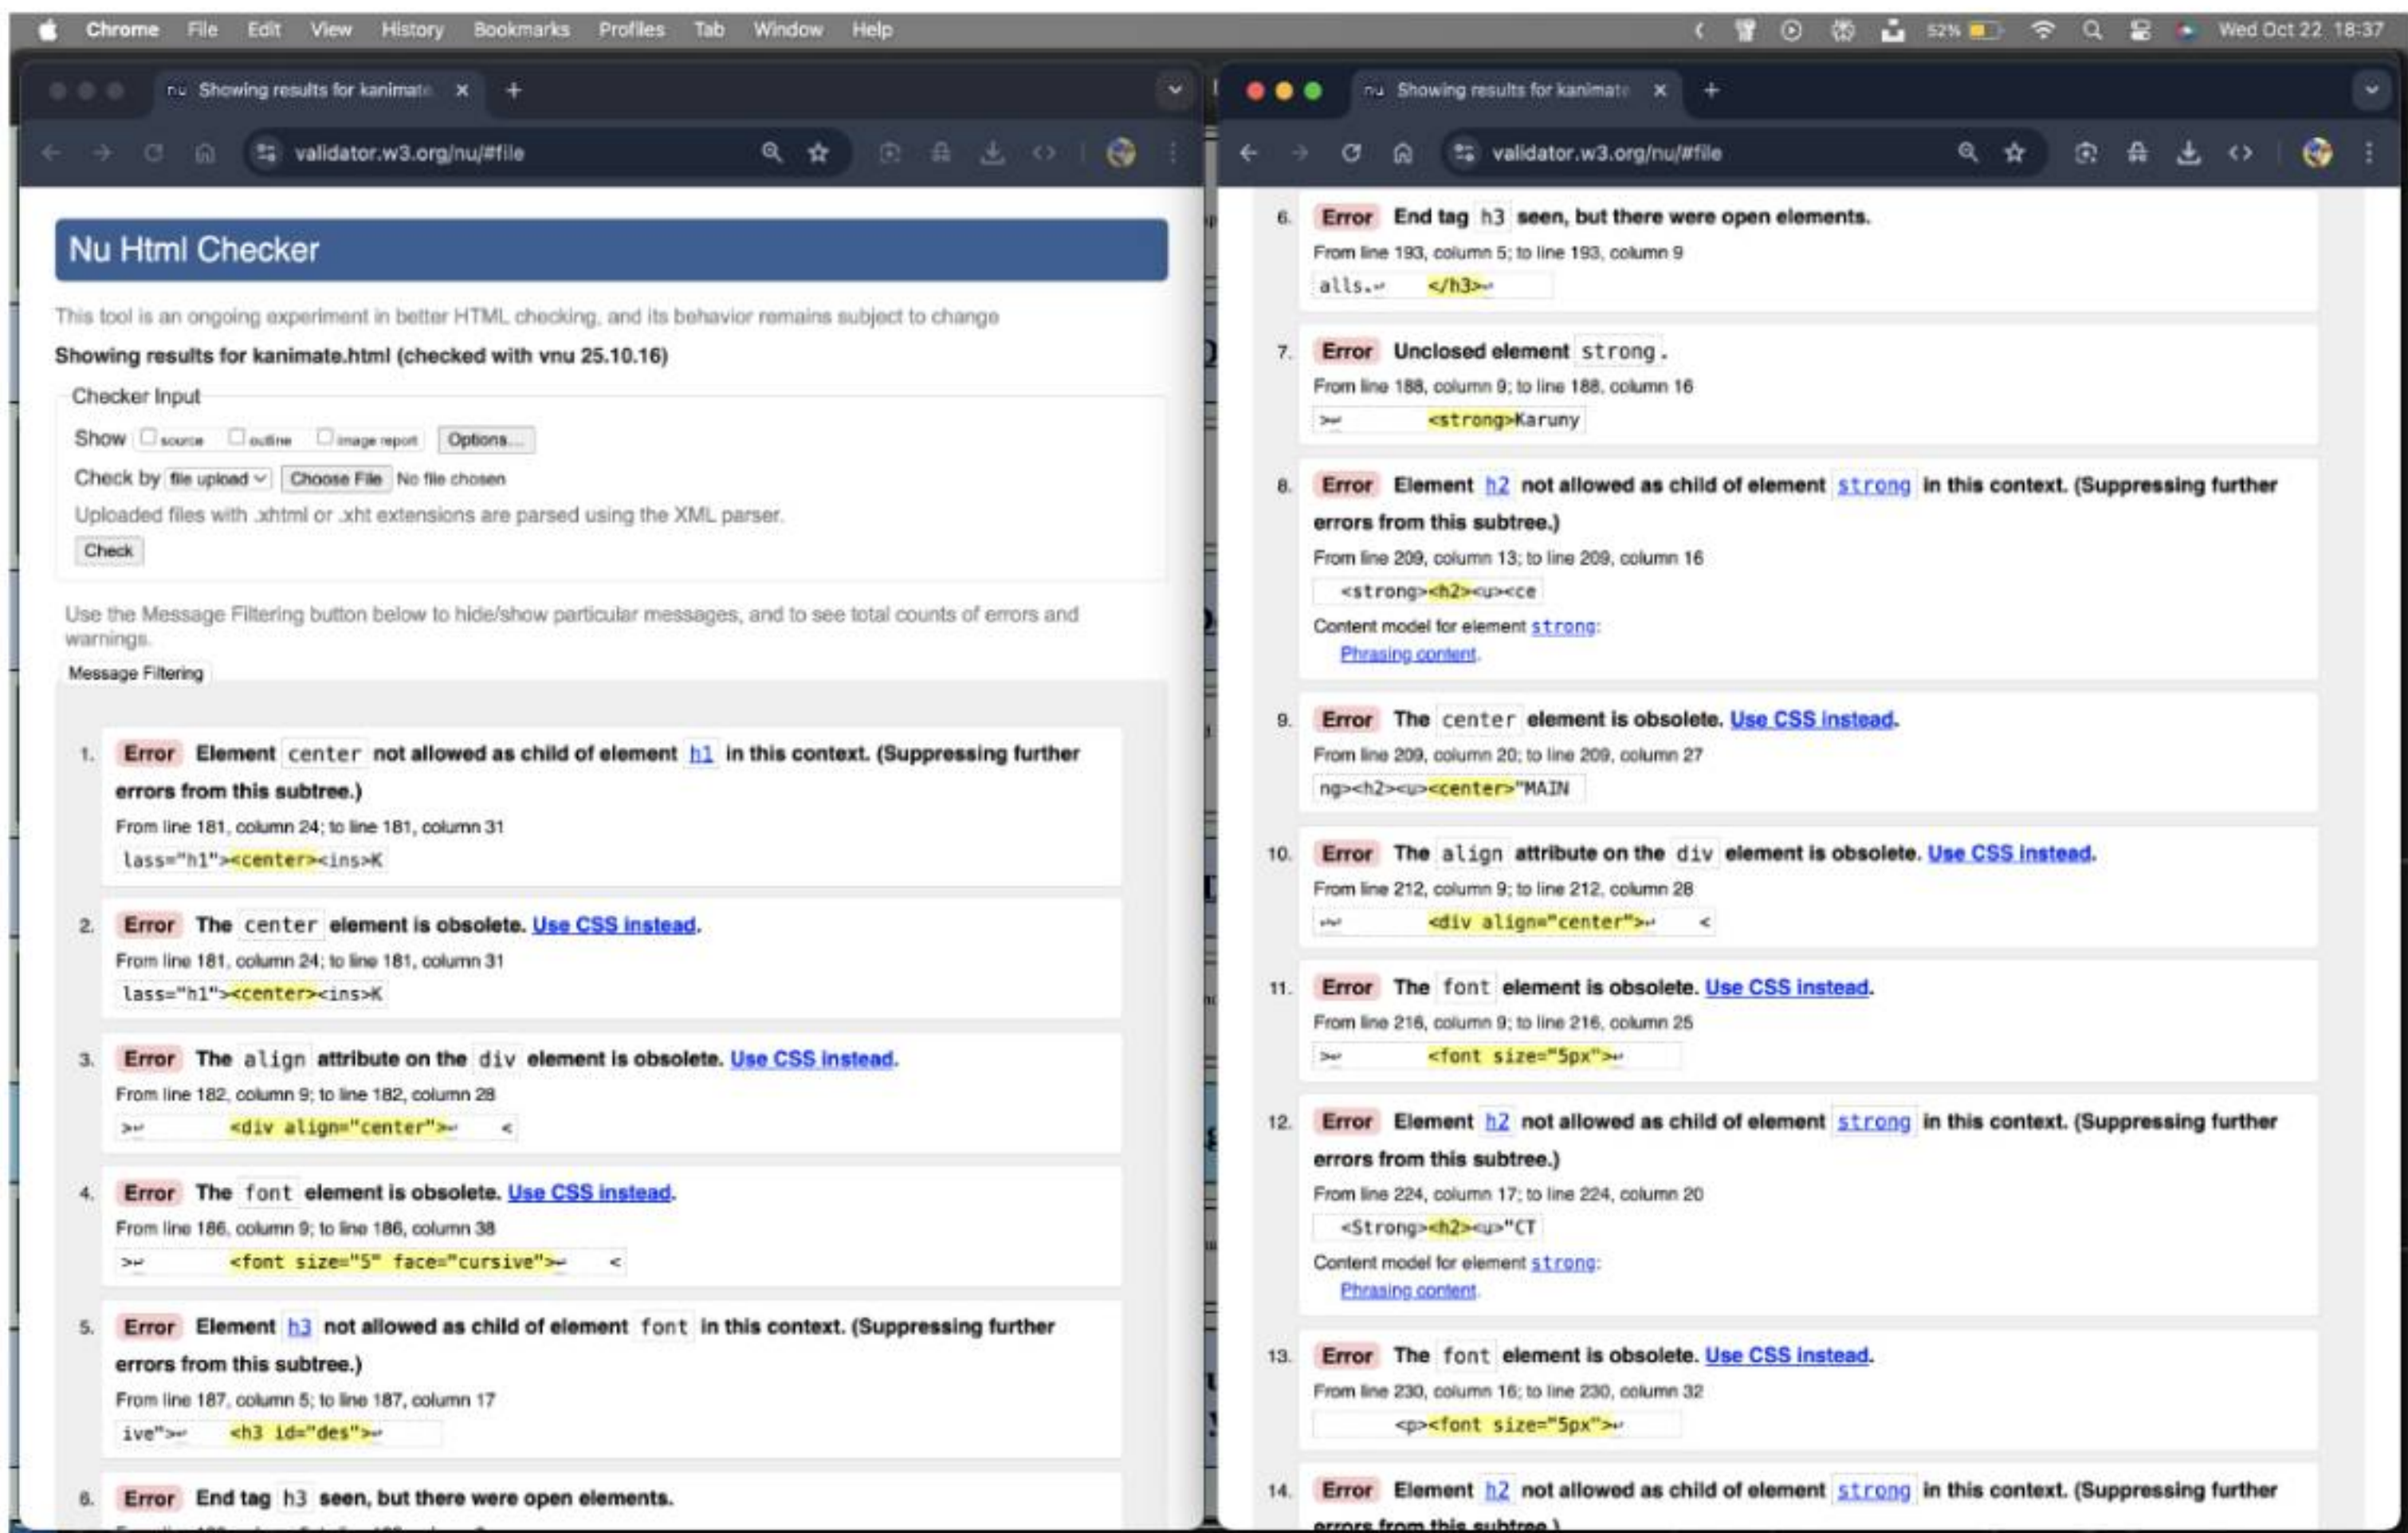 Chrome File Edit View History Bookmarks Profiles Tab Window Help 52% Wed Oct 22 18:37
nu Showing results for kanimate
validator.w3.org/nu/#file
Nu Html Checker
This tool is an ongoing experiment in better HTML checking, and its behavior remains subject to change
Showing results for kanimate.html (checked with vnu 25.10.16)
Checker Input
Show source outline image report Options...
Check by file upload Choose File No file chosen
Uploaded files with .xhtml or .xht extensions are parsed using the XML parser.
Check
Use the Message Filtering button below to hide/show particular messages, and to see total counts of errors and
warnings.
Message Filtering
1. Error Element center not allowed as child of element h1 in this context. (Suppressing further
errors from this subtree.)
From line 181, column 24; to line 181, column 31
lass="h1"><center><ins>K
2. Error The center element is obsolete. Use CSS instead.
From line 181, column 24; to line 181, column 31
lass="h1"><center><ins>K
3. Error The align attribute on the div element is obsolete. Use CSS instead.
From line 182, column 9; to line 182, column 28
>↩ <div align="center">↩ <
4. Error The font element is obsolete. Use CSS instead.
From line 186, column 9; to line 186, column 38
>↩ <font size="5" face="cursive">↩ <
5. Error Element h3 not allowed as child of element font in this context. (Suppressing further
errors from this subtree.)
From line 187, column 5; to line 187, column 17
ive">↩ <h3 id="des">↩
6. Error End tag h3 seen, but there were open elements.
nu Showing results for kanimate
validator.w3.org/nu/#file
6. Error End tag h3 seen, but there were open elements.
From line 193, column 5; to line 193, column 9
alls.↩ </h3>↩
7. Error Unclosed element strong.
From line 188, column 9; to line 188, column 16
>↩ <strong>Karuny
8. Error Element h2 not allowed as child of element strong in this context. (Suppressing further
errors from this subtree.)
From line 209, column 13; to line 209, column 16
<strong><h2><u><ce
Content model for element strong:
Phrasing content.
9. Error The center element is obsolete. Use CSS instead.
From line 209, column 20; to line 209, column 27
ng><h2><u><center>"MAIN
10. Error The align attribute on the div element is obsolete. Use CSS instead.
From line 212, column 9; to line 212, column 28
↩↩ <div align="center">↩ <
11. Error The font element is obsolete. Use CSS instead.
From line 216, column 9; to line 216, column 25
>↩ <font size="5px">↩
12. Error Element h2 not allowed as child of element strong in this context. (Suppressing further
errors from this subtree.)
From line 224, column 17; to line 224, column 20
<Strong><h2><u>"CT
Content model for element strong:
Phrasing content.
13. Error The font element is obsolete. Use CSS instead.
From line 230, column 16; to line 230, column 32
<p><font size="5px">↩
14. Error Element h2 not allowed as child of element strong in this context. (Suppressing further
errors from this subtree.)